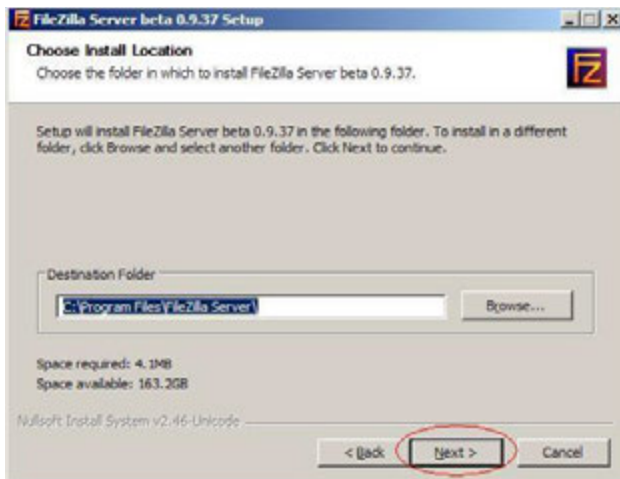 FileZilla Server beta 0.9.37 Setup
Choose Install Location
Choose the folder in which to install FileZilla Server beta 0.9.37.
FZ
Setup will install FileZilla Server beta 0.9.37 in the following folder. To install in a different
folder, click Browse and select another folder. Click Next to continue.
Destination Folder
C:\Program Files\FileZilla Server\
Browse...
Space required: 4.1MB
Space available: 163.2GB
Nullsoft Install System v2.46-Unicode
< Back
Next >
Cancel